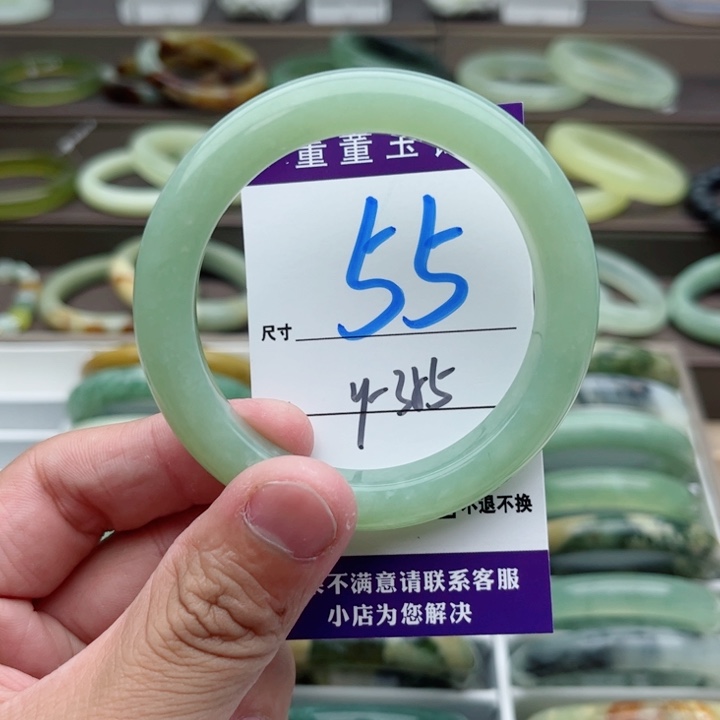 董董玉
55
尺寸
y-385
不退不换
不满意请联系客服
小店为您解决